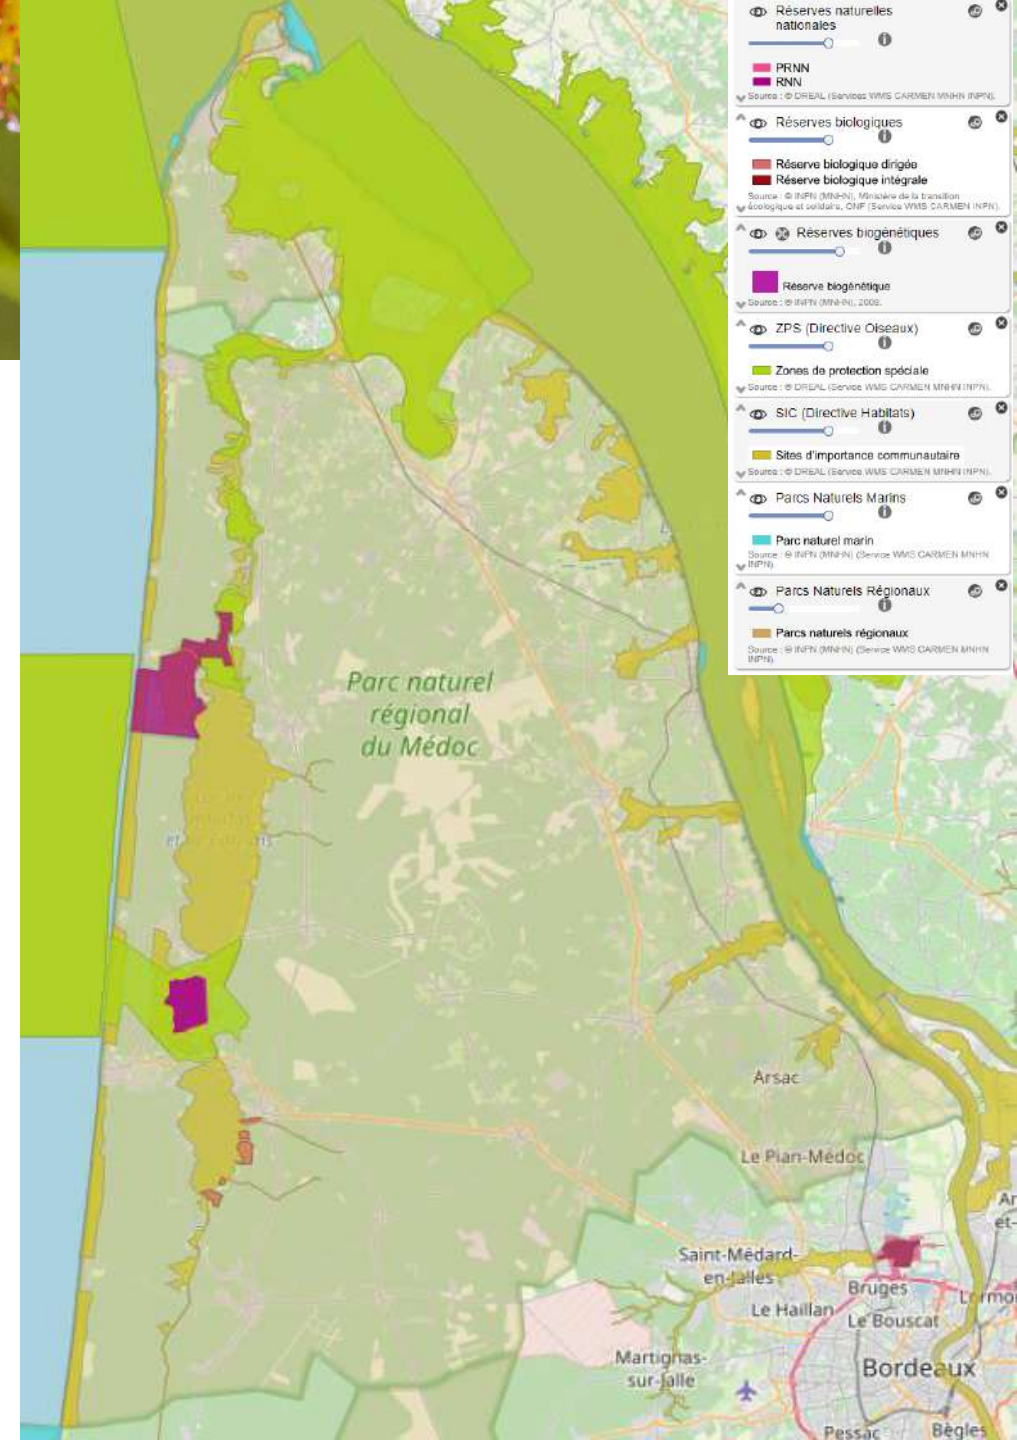 Réserves naturelles
nationales
PRNN
RNN
Source : © DREAL (Services WMS CARMEN MNHN INPN).
Réserves biologiques
Réserve biologique dirigée
Réserve biologique intégrale
Source : © INPN (MNHN), Ministère de la transition
écologique et solidaire, ONF (Service WMS CARMEN INPN).
Réserves biogénétiques
Réserve biogénétique
Source : © INPN (MNHN), 2008.
ZPS (Directive Oiseaux)
Zones de protection spéciale
Source : © DREAL (Service WMS CARMEN MNHN INPN).
SIC (Directive Habitats)
Sites d'importance communautaire
Source : © DREAL (Service WMS CARMEN MNHN INPN).
Parcs Naturels Marins
Parc naturel marin
Source : © INPN (MNHN) (Service WMS CARMEN MNHN
INPN).
Parcs Naturels Régionaux
Parcs naturels régionaux
Source : © INPN (MNHN) (Service WMS CARMEN MNHN
INPN).
Parc naturel
régional
du Médoc
Arsac
Le Pian-Médoc
Saint-Médard-
en-Jalles
Bruges
Le Haillan
Le Bouscat
Martignas-
sur-Jalle
Bordeaux
Pessac
Bègles